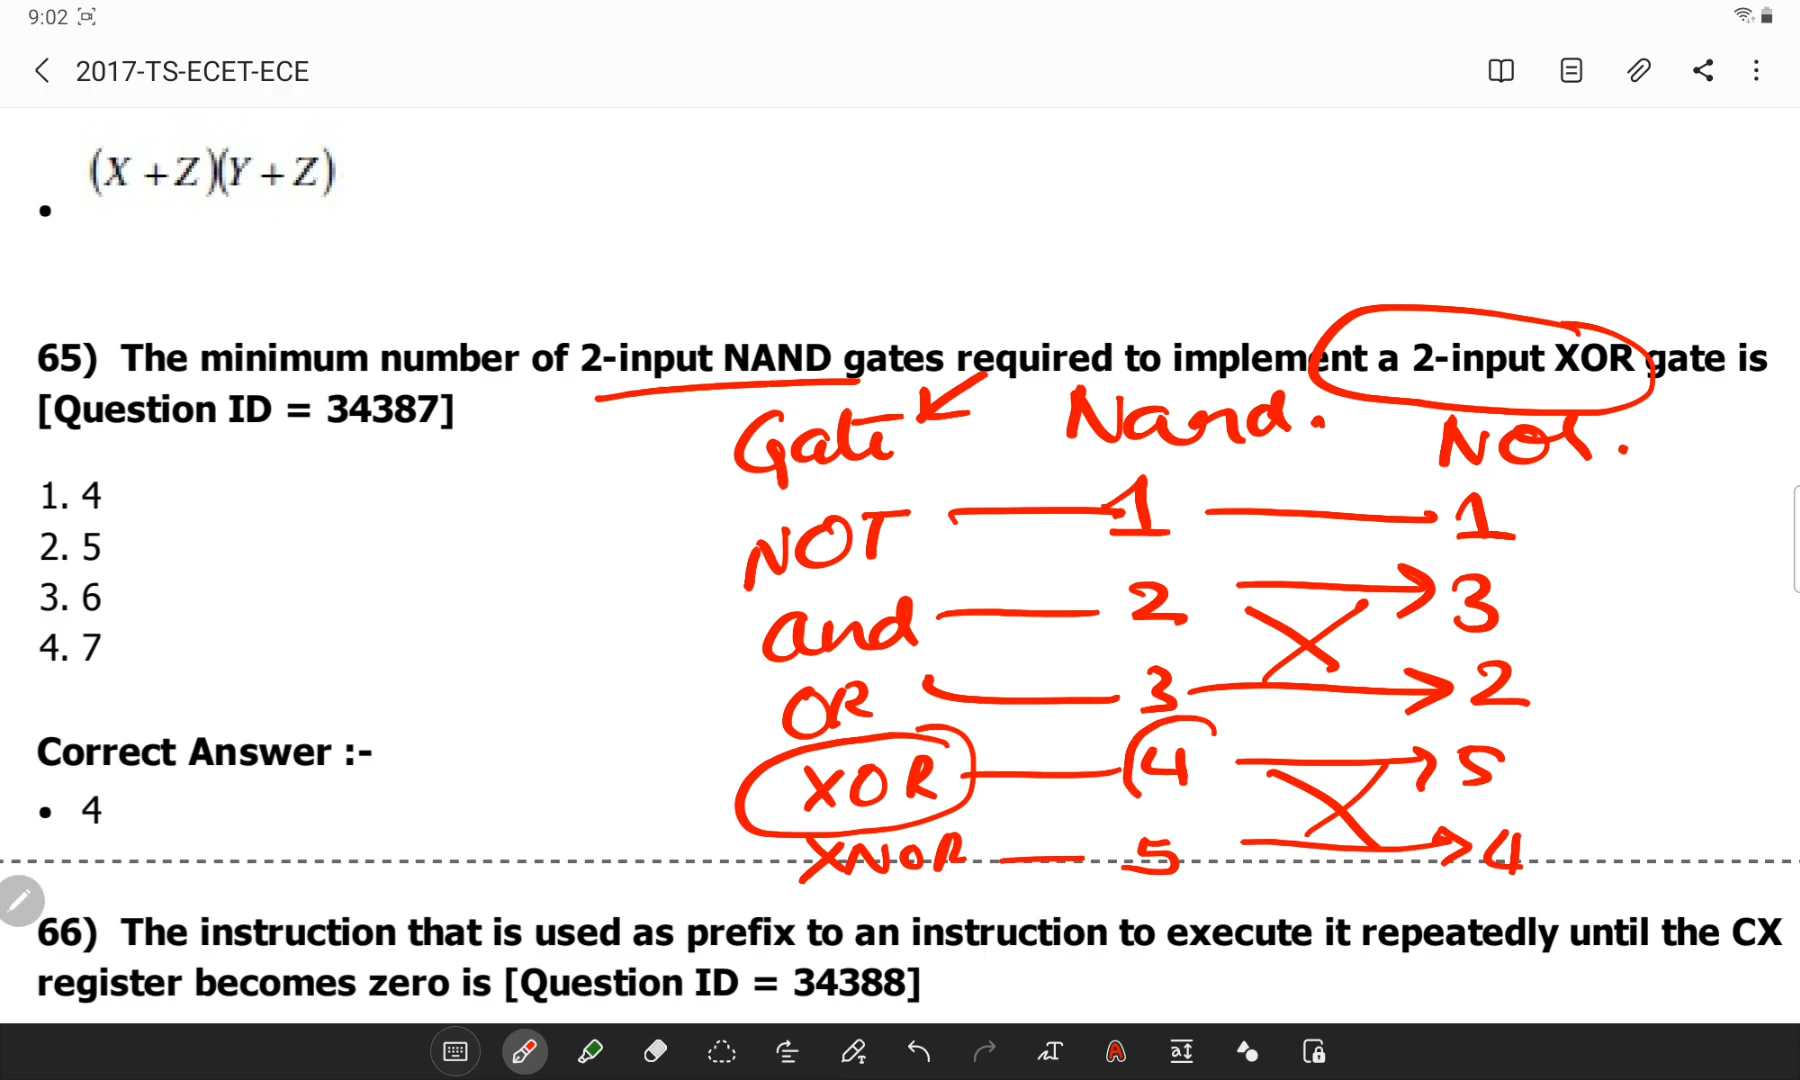 9:02
2017-TS-ECET-ECE
• (X + Z)(Y + Z)
65) The minimum number of 2-input NAND gates required to implement a 2-input XOR gate is
[Question ID = 34387]
Gate Nand. Nor.
1. 4
NOT 1 1
2. 5
3. 6
and 2 3
4. 7
OR 3 2
Correct Answer :-
XOR 4 5
• 4
XNOR 5 4
66) The instruction that is used as prefix to an instruction to execute it repeatedly until the CX
register becomes zero is [Question ID = 34388]